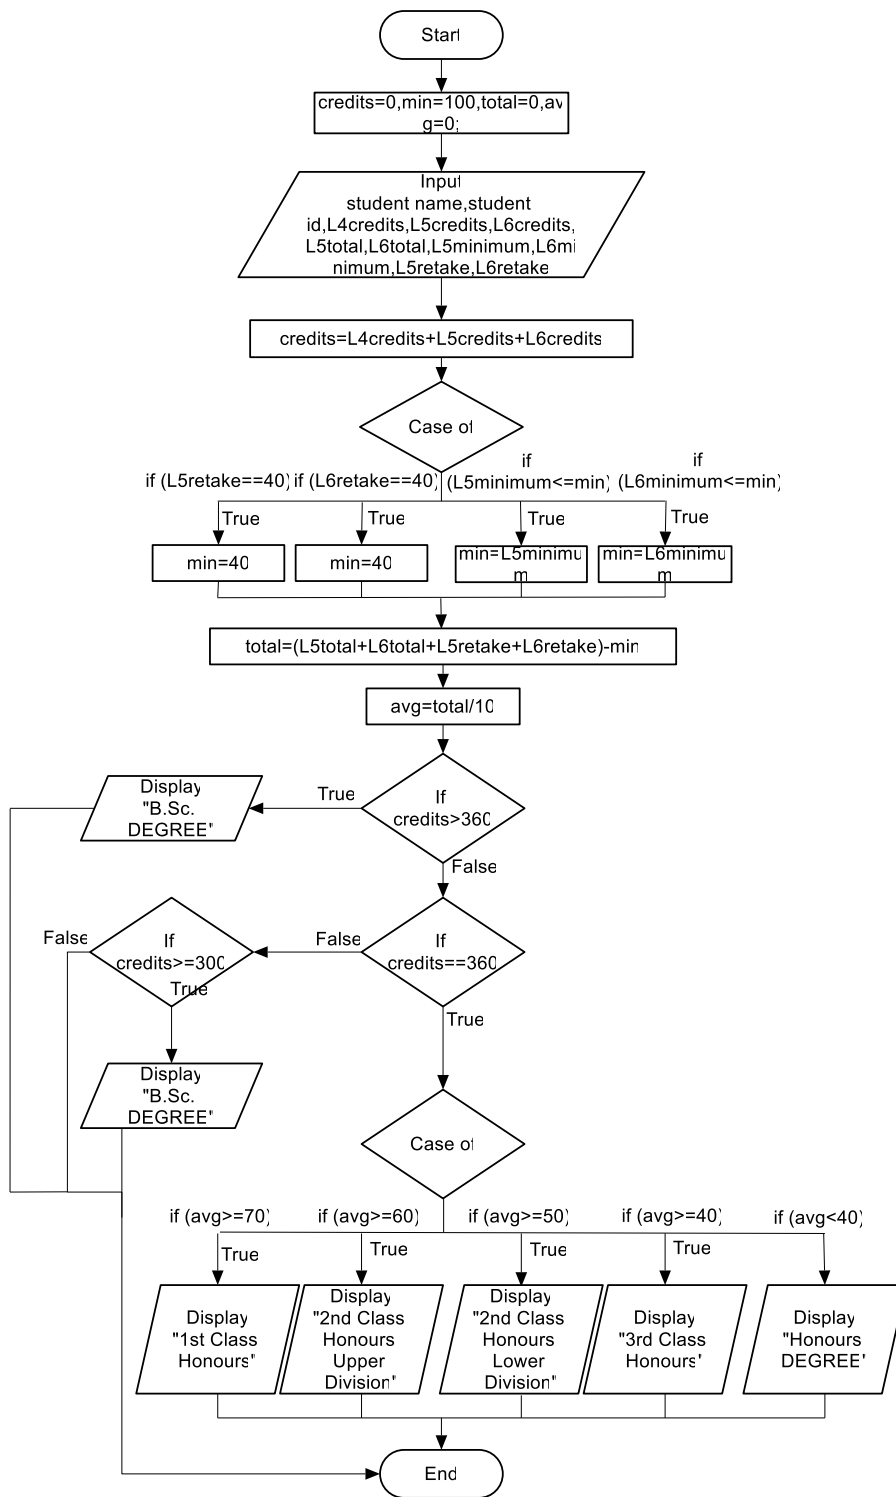 Start
credits=0,min=100,total=0,av
g=0;
Input
student name,student
id,L4credits,L5credits,L6credits,
L5total,L6total,L5minimum,L6mi
nimum,L5retake,L6retake
credits=L4credits+L5credits+L6credits
Case of
if (L5retake==40)
if (L6retake==40)
if
(L5minimum<=min)
if
(L6minimum<=min)
True
True
True
True
min=40
min=40
min=L5minimu
m
min=L6minimu
m
total=(L5total+L6total+L5retake+L6retake)-min
avg=total/10
If
credits>360
True
Display
"B.Sc.
DEGREE"
False
If
credits==360
False
If
credits>=300
False
True
True
Display
"B.Sc.
DEGREE"
Case of
if (avg>=70)
if (avg>=60)
if (avg>=50)
if (avg>=40)
if (avg<40)
True
True
True
True
Display
"1st Class
Honours"
Display
"2nd Class
Honours
Upper
Division"
Display
"2nd Class
Honours
Lower
Division"
Display
"3rd Class
Honours"
Display
"Honours
DEGREE"
End